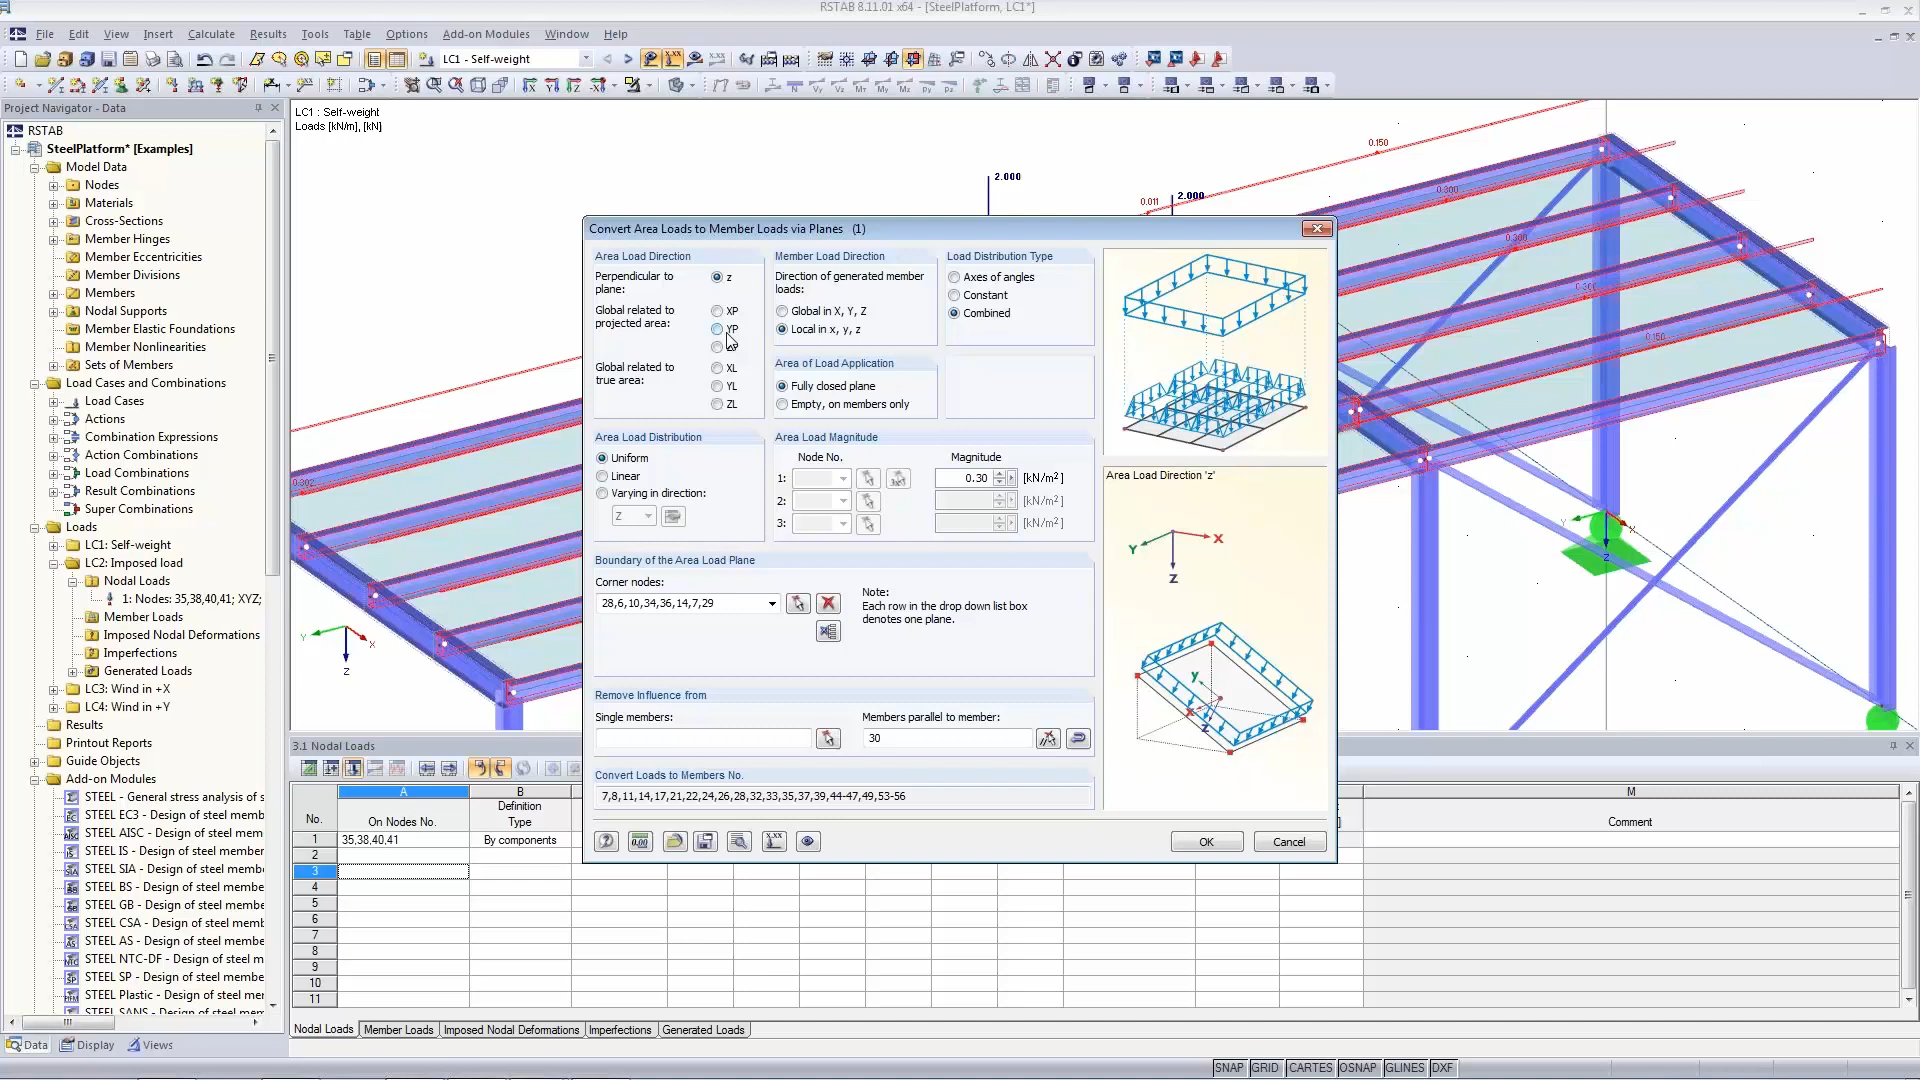 RSTAB 8.11.01 x64 - [SteelPlatform, LC1*]
File Edit View Insert Calculate Results Tools Table Options Add-on Modules Window Help
LC1 - Self-weight
Project Navigator - Data
RSTAB
SteelPlatform* [Examples]
Model Data
Nodes
Materials
Cross-Sections
Member Hinges
Member Eccentricities
Member Divisions
Members
Nodal Supports
Member Elastic Foundations
Member Nonlinearities
Sets of Members
Load Cases and Combinations
Load Cases
Actions
Combination Expressions
Action Combinations
Load Combinations
Result Combinations
Super Combinations
Loads
LC1: Self-weight
LC2: Imposed load
Nodal Loads
1: Nodes: 35,38,40,41; XYZ;
Member Loads
Imposed Nodal Deformations
Imperfections
Generated Loads
LC3: Wind in +X
LC4: Wind in +Y
Results
Printout Reports
Guide Objects
Add-on Modules
STEEL - General stress analysis of s
STEEL EC3 - Design of steel memb
STEEL AISC - Design of steel mem
STEEL IS - Design of steel membe
STEEL SIA - Design of steel membe
STEEL BS - Design of steel membe
STEEL GB - Design of steel membe
STEEL CSA - Design of steel memb
STEEL AS - Design of steel membe
STEEL NTC-DF - Design of steel me
STEEL SP - Design of steel membe
STEEL Plastic - Design of steel mer
STEEL SANS - Design of steel mem
Data Display Views
LC1 : Self-weight
Loads [kN/m], [kN]
2.000
2.000
0.011
0.150
0.300
0.300
0.300
0.150
0.302
Y X Z
Y X Z
Convert Area Loads to Member Loads via Planes (1)
Area Load Direction
Perpendicular to plane: z
Global related to projected area: XP
YP
Global related to true area: XL
YL
ZL
Member Load Direction
Direction of generated member loads:
Global in X, Y, Z
Local in x, y, z
Load Distribution Type
Axes of angles
Constant
Combined
Area of Load Application
Fully closed plane
Empty, on members only
Area Load Distribution
Uniform
Linear
Varying in direction:
Z
Area Load Magnitude
Node No. Magnitude
1: 0.30 [kN/m²]
2: [kN/m²]
3: [kN/m²]
Boundary of the Area Load Plane
Corner nodes:
28,6,10,34,36,14,7,29
Note:
Each row in the drop down list box
denotes one plane.
Remove Influence from
Single members: Members parallel to member:
30
Convert Loads to Members No.
7,8,11,14,17,21,22,24,26,28,32,33,35,37,39,44-47,49,53-56
OK Cancel
Area Load Direction 'z'
Y X
Z
y
x
z
3.1 Nodal Loads
A B M
No. On Nodes No. Definition Type Comment
1 35,38,40,41 By components
2
3
4
5
6
7
8
9
10
11
Nodal Loads Member Loads Imposed Nodal Deformations Imperfections Generated Loads
SNAP GRID CARTES OSNAP GLINES DXF